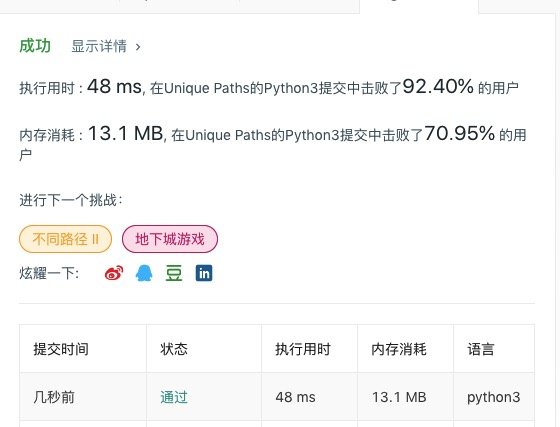 成功 显示详情 ›
执行用时 : 48 ms, 在Unique Paths的Python3提交中击败了92.40% 的用户
内存消耗 : 13.1 MB, 在Unique Paths的Python3提交中击败了70.95% 的用
户
进行下一个挑战：
不同路径 II 地下城游戏
炫耀一下: 豆 in
提交时间 状态 执行用时 内存消耗 语言
几秒前 通过 48 ms 13.1 MB python3